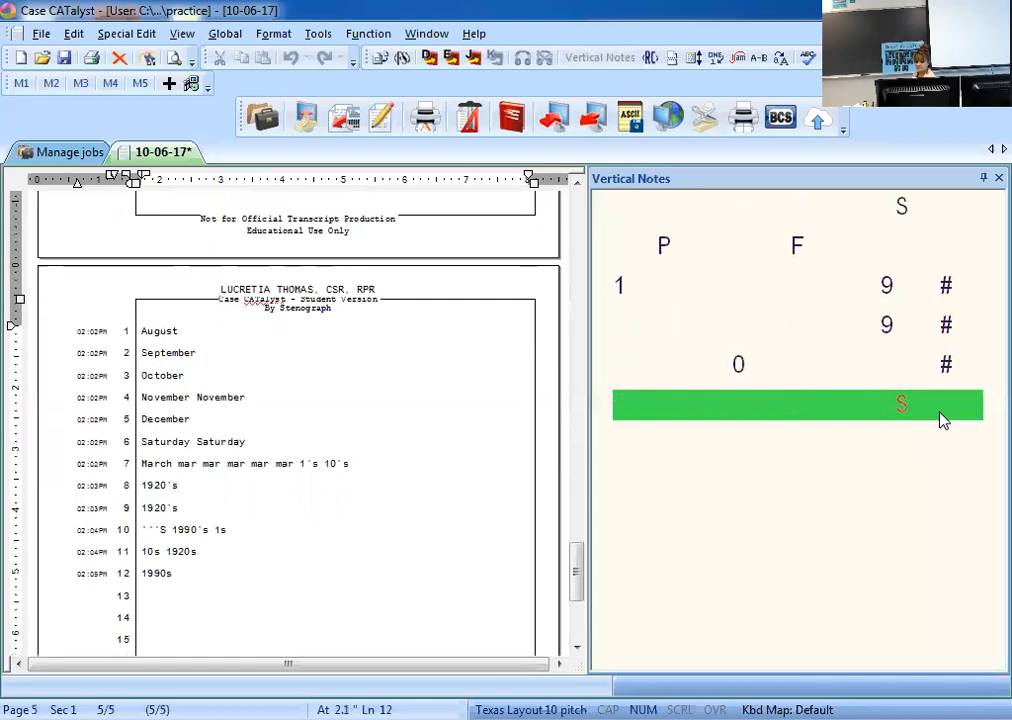 Case CATalyst - [User: C:\...\practice] - [10-06-17]
File Edit Special Edit View Global Format Tools Function Window Help
Vertical Notes
M1 M2 M3 M4 M5
ASCII BCS
Manage jobs 10-06-17*
Vertical Notes
Not for Official Transcript Production
Educational Use Only
LUCRETIA THOMAS, CSR, RPR
Case CATalyst - Student Version
By Stenograph
02:02PM 1 August
02:02PM 2 September
02:02PM 3 October
02:02PM 4 November November
02:02PM 5 December
02:02PM 6 Saturday Saturday
02:02PM 7 March mar mar mar mar mar 1's 10's
02:03PM 8 1920's
02:03PM 9 1920's
02:04PM 10 ```S 1990's 1s
02:04PM 11 10s 1920s
02:05PM 12 1990s
13
14
15
S
P F
1 9 #
9 #
0 #
S
Page 5 Sec 1 5/5 (5/5) At 2.1" Ln 12 Texas Layout 10 pitch CAP NUM SCRL OVR Kbd Map: Default